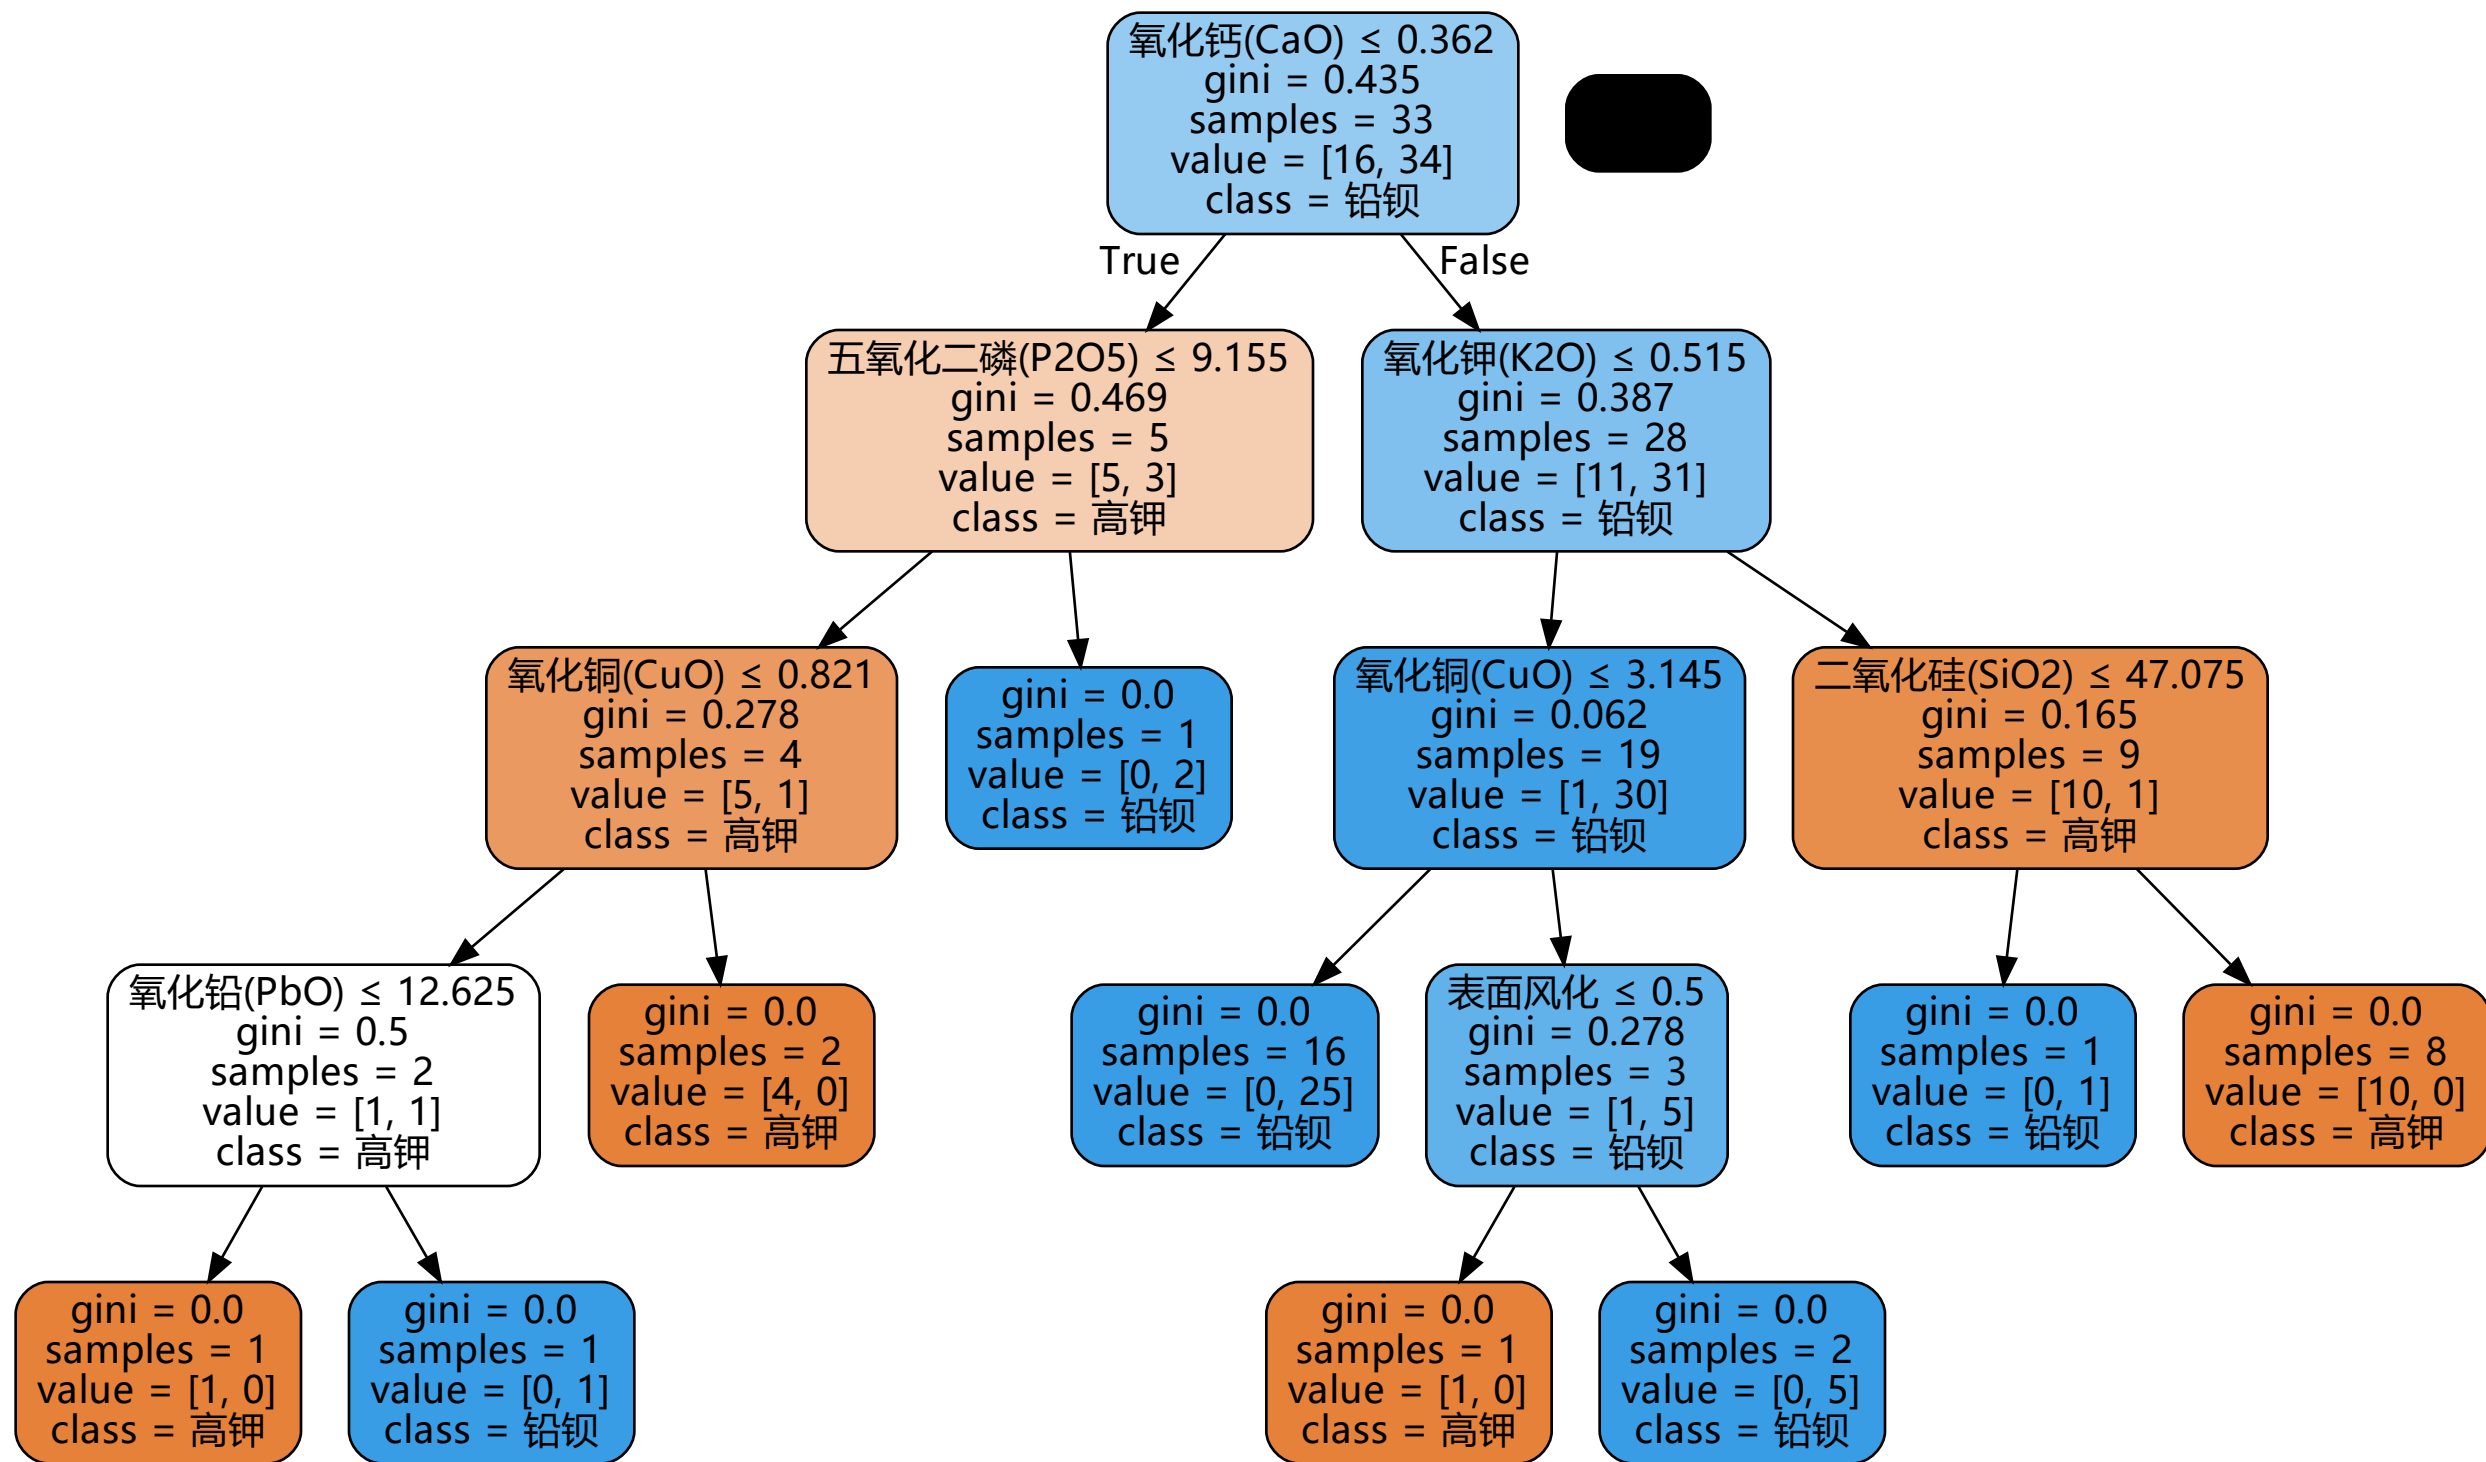 氧化钙(CaO) ≤ 0.362
gini = 0.435
samples = 33
value = [16, 34]
class = 铅钡
True
False
五氧化二磷(P2O5) ≤ 9.155
gini = 0.469
samples = 5
value = [5, 3]
class = 高钾
氧化钾(K2O) ≤ 0.515
gini = 0.387
samples = 28
value = [11, 31]
class = 铅钡
氧化铜(CuO) ≤ 0.821
gini = 0.278
samples = 4
value = [5, 1]
class = 高钾
gini = 0.0
samples = 1
value = [0, 2]
class = 铅钡
氧化铜(CuO) ≤ 3.145
gini = 0.062
samples = 19
value = [1, 30]
class = 铅钡
二氧化硅(SiO2) ≤ 47.075
gini = 0.165
samples = 9
value = [10, 1]
class = 高钾
氧化铅(PbO) ≤ 12.625
gini = 0.5
samples = 2
value = [1, 1]
class = 高钾
gini = 0.0
samples = 2
value = [4, 0]
class = 高钾
gini = 0.0
samples = 16
value = [0, 25]
class = 铅钡
表面风化 ≤ 0.5
gini = 0.278
samples = 3
value = [1, 5]
class = 铅钡
gini = 0.0
samples = 1
value = [0, 1]
class = 铅钡
gini = 0.0
samples = 8
value = [10, 0]
class = 高钾
gini = 0.0
samples = 1
value = [1, 0]
class = 高钾
gini = 0.0
samples = 1
value = [0, 1]
class = 铅钡
gini = 0.0
samples = 1
value = [1, 0]
class = 高钾
gini = 0.0
samples = 2
value = [0, 5]
class = 铅钡